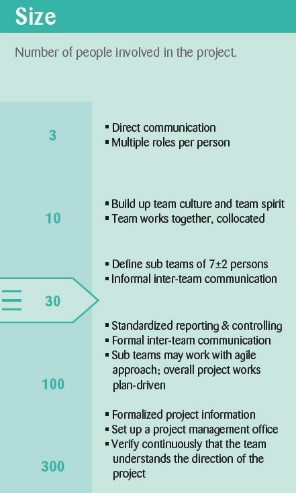 Size
Number of people involved in the project.
3
▪ Direct communication
▪ Multiple roles per person
10
▪ Build up team culture and team spirit
▪ Team works together, collocated
▪ Define sub teams of 7±2 persons
▪ Informal inter-team communication
30
▪ Standardized reporting & controlling
▪ Formal inter-team communication
▪ Sub teams may work with agile
approach; overall project works
plan-driven
100
▪ Formalized project information
▪ Set up a project management office
▪ Verify continuously that the team
understands the direction of the
project
300